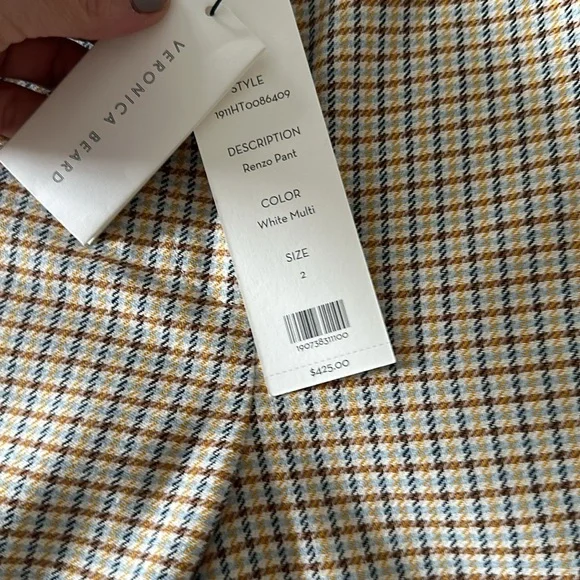 VERONICA BEARD
STYLE
1911HT0086409
DESCRIPTION
Renzo Pant
COLOR
White Multi
SIZE
2
190738311100
$425.00